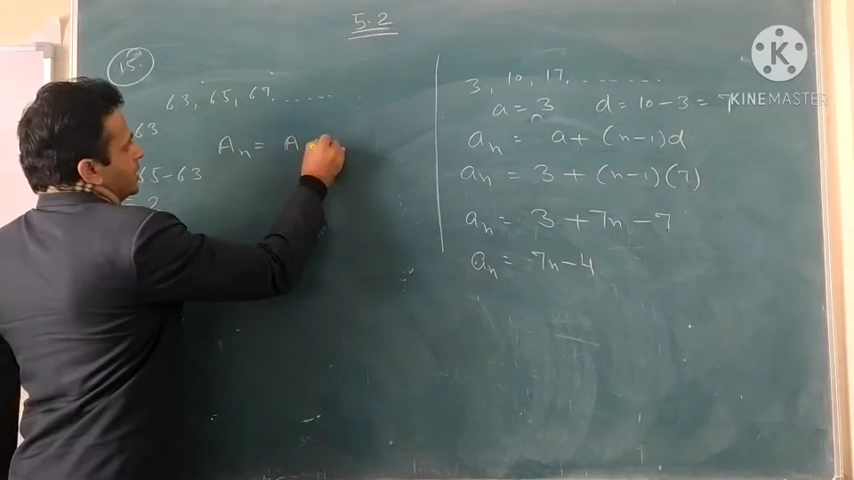 5.2
15.
63, 65, 67, .......
63
65-63
= 2
An = A
3, 10, 17, ........
a = 3 d = 10-3 = 7
an = a + (n-1)d
an = 3 + (n-1)(7)
an = 3 + 7n - 7
an = 7n - 4
K
KINEMASTER